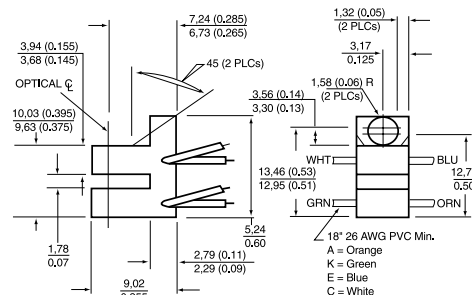 7,24 (0.285)
6,73 (0.265)
3,94 (0.155)
3,68 (0.145)
45 (2 PLCs)
OPTICAL ℄
10,03 (0.395)
9,63 (0.375)
1,78
0.07
9,02
2,79 (0.11)
2,29 (0.09)
5,24
0.60
1,32 (0.05)
(2 PLCs)
3,17
0.125
1,58 (0.06) R
(2 PLCs)
3,56 (0.14)
3,30 (0.13)
WHT
BLU
13,46 (0.53)
12,95 (0.51)
12,7
0.50
GRN
ORN
18" 26 AWG PVC Min.
A = Orange
K = Green
E = Blue
C = White